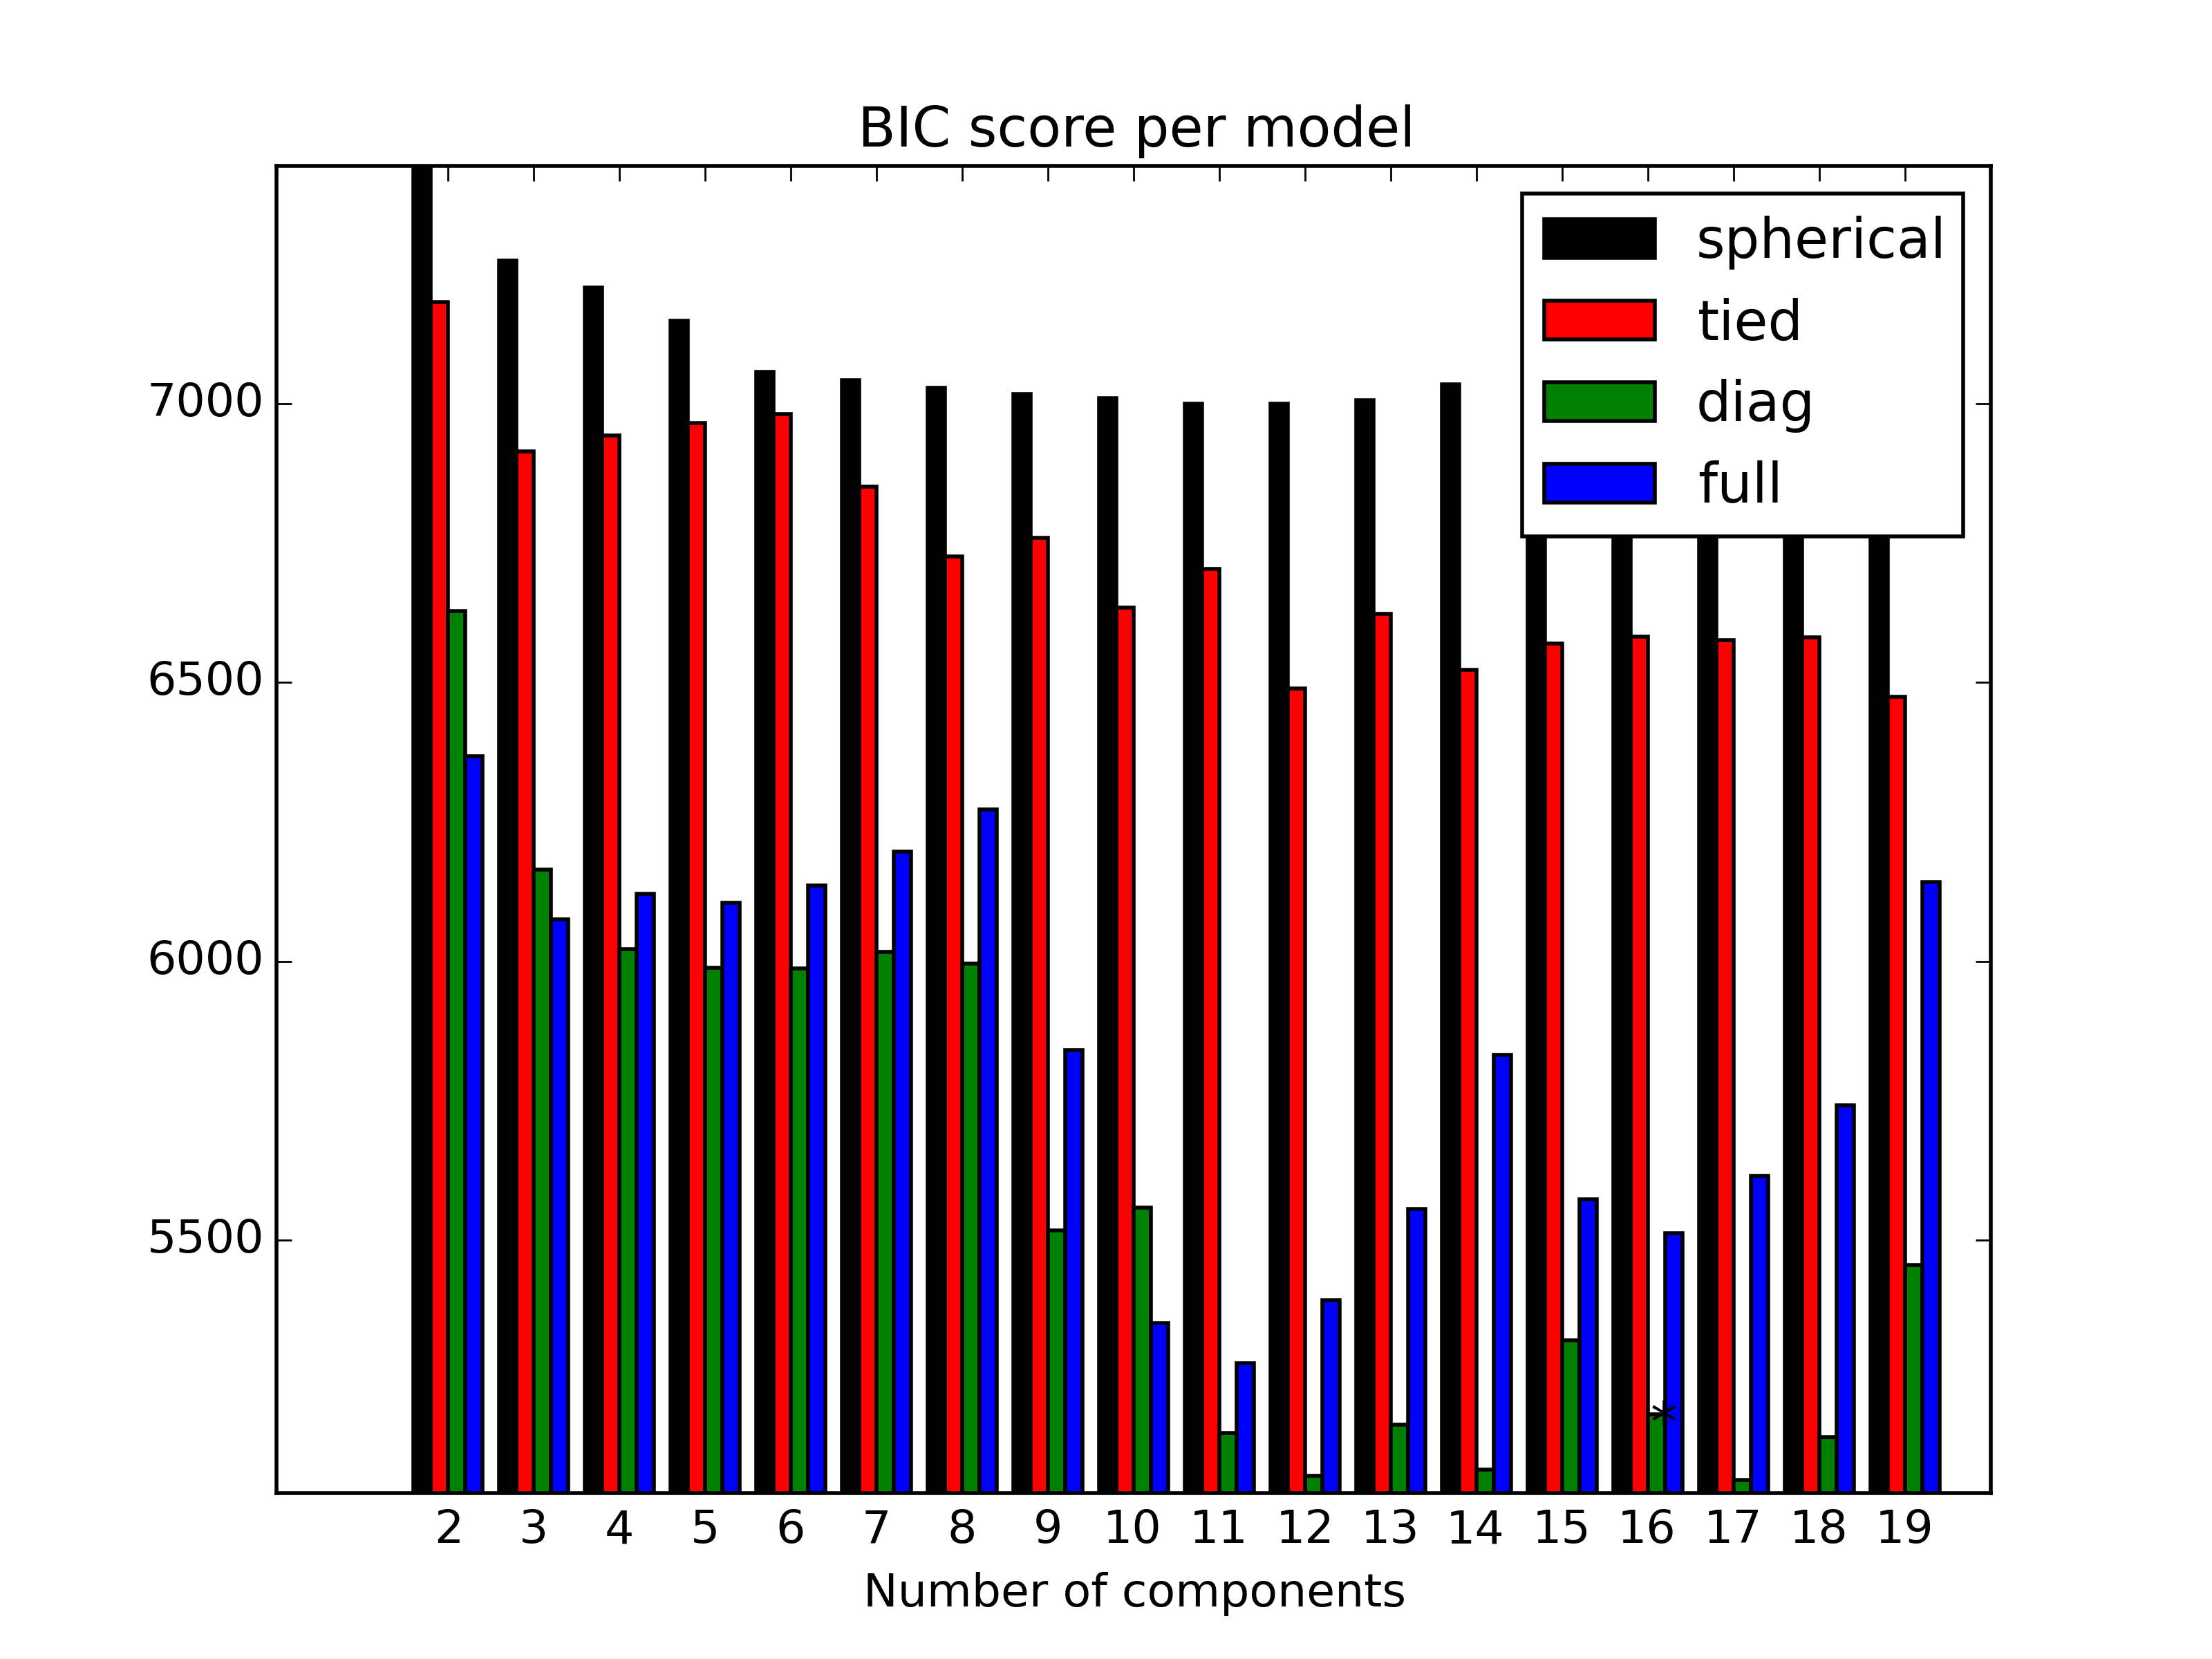 BIC score per model
spherical
tied
diag
full
7000
6500
6000
5500
*
2 3 4 5 6 7 8 9 10 11 12 13 14 15 16 17 18 19
Number of components